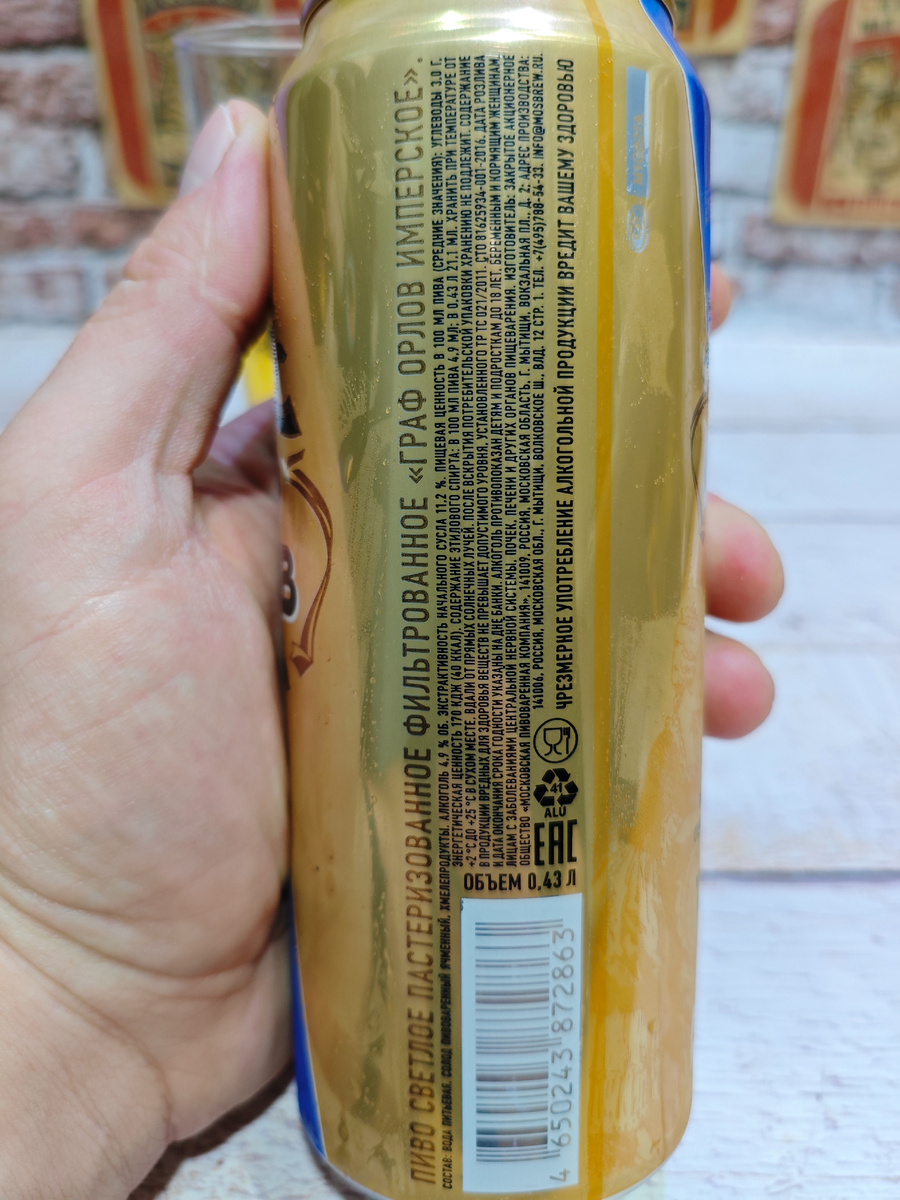 ПИВО СВЕТЛОЕ ПАСТЕРИЗОВАННОЕ ФИЛЬТРОВАННОЕ «ГРАФ ОРЛОВ ИМПЕРСКОЕ».
СОСТАВ: ВОДА ПИТЬЕВАЯ, СОЛОД ПИВОВАРЕННЫЙ ЯЧМЕННЫЙ, ХМЕЛЕПРОДУКТЫ. АЛКОГОЛЬ 4,9 % ОБ. ЭКСТРАКТИВНОСТЬ НАЧАЛЬНОГО СУСЛА 11,2 %. ПИЩЕВАЯ ЦЕННОСТЬ В 100 МЛ ПИВА (СРЕДНИЕ ЗНАЧЕНИЯ): УГЛЕВОДЫ 3,0 Г,
ЭНЕРГЕТИЧЕСКАЯ ЦЕННОСТЬ 170 КДЖ (40 ККАЛ). СОДЕРЖАНИЕ ЭТИЛОВОГО СПИРТА: В 100 МЛ ПИВА 4,9 МЛ; В 0,43 Л 21,1 МЛ. ХРАНИТЬ ПРИ ТЕМПЕРАТУРЕ ОТ
+2 °С ДО +25 °С В СУХОМ МЕСТЕ, ВДАЛИ ОТ ПРЯМЫХ СОЛНЕЧНЫХ ЛУЧЕЙ. ПОСЛЕ ВСКРЫТИЯ ПОТРЕБИТЕЛЬСКОЙ УПАКОВКИ ХРАНЕНИЮ НЕ ПОДЛЕЖИТ. СОДЕРЖАНИЕ
В ПРОДУКЦИИ ВРЕДНЫХ ДЛЯ ЗДОРОВЬЯ ВЕЩЕСТВ НЕ ПРЕВЫШАЕТ ДОПУСТИМОГО УРОВНЯ, УСТАНОВЛЕННОГО ТР ТС 021/2011. СТО 81625934-001-2016. ДАТА РОЗЛИВА
И ДАТА ОКОНЧАНИЯ СРОКА ГОДНОСТИ УКАЗАНЫ НА ДНЕ БАНКИ. АЛКОГОЛЬ ПРОТИВОПОКАЗАН ДЕТЯМ И ПОДРОСТКАМ ДО 18 ЛЕТ, БЕРЕМЕННЫМ И КОРМЯЩИМ ЖЕНЩИНАМ,
ЛИЦАМ С ЗАБОЛЕВАНИЯМИ ЦЕНТРАЛЬНОЙ НЕРВНОЙ СИСТЕМЫ, ПОЧЕК, ПЕЧЕНИ И ДРУГИХ ОРГАНОВ ПИЩЕВАРЕНИЯ. ИЗГОТОВИТЕЛЬ: ЗАКРЫТОЕ АКЦИОНЕРНОЕ
ОБЩЕСТВО «МОСКОВСКАЯ ПИВОВАРЕННАЯ КОМПАНИЯ», 141009, РОССИЯ, МОСКОВСКАЯ ОБЛАСТЬ, Г. МЫТИЩИ, ВОКЗАЛЬНАЯ ПЛ., Д. 2; АДРЕС ПРОИЗВОДСТВА:
141006, РОССИЯ, МОСКОВСКАЯ ОБЛ., Г. МЫТИЩИ, ВОЛКОВСКОЕ Ш., ВЛД. 12 СТР. 1. ТЕЛ. +7(495)788-54-33. INFO@MOSBREW.RU.
ЧРЕЗМЕРНОЕ УПОТРЕБЛЕНИЕ АЛКОГОЛЬНОЙ ПРОДУКЦИИ ВРЕДИТ ВАШЕМУ ЗДОРОВЬЮ
41
ALU
ЕАС
ОБЪЕМ 0,43 Л
4 650243 872863